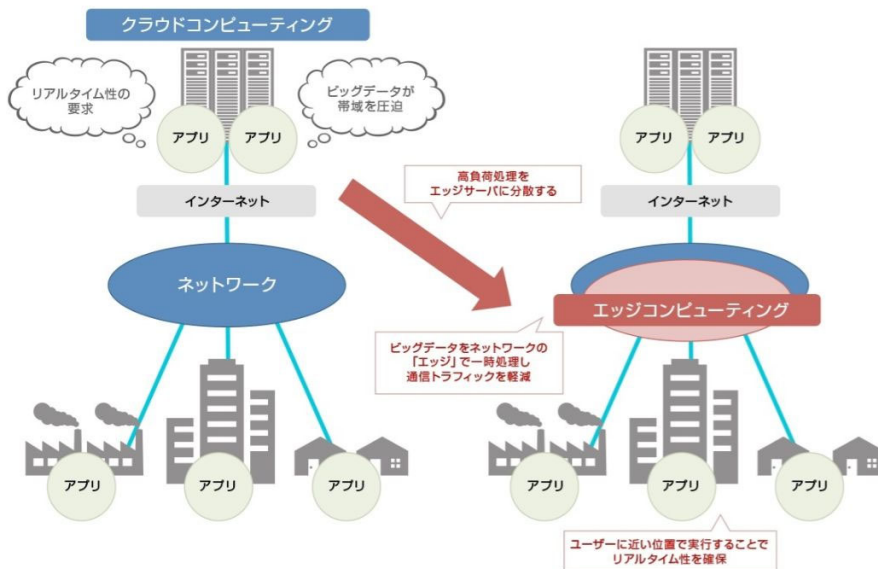 クラウドコンピューティング
リアルタイム性の
要求
ビッグデータが
帯域を圧迫
アプリ
アプリ
インターネット
ネットワーク
アプリ
アプリ
アプリ
高負荷処理を
エッジサーバに分散する
ビッグデータをネットワークの
「エッジ」で一時処理し
通信トラフィックを軽減
アプリ
アプリ
インターネット
エッジコンピューティング
アプリ
アプリ
アプリ
ユーザーに近い位置で実行することで
リアルタイム性を確保